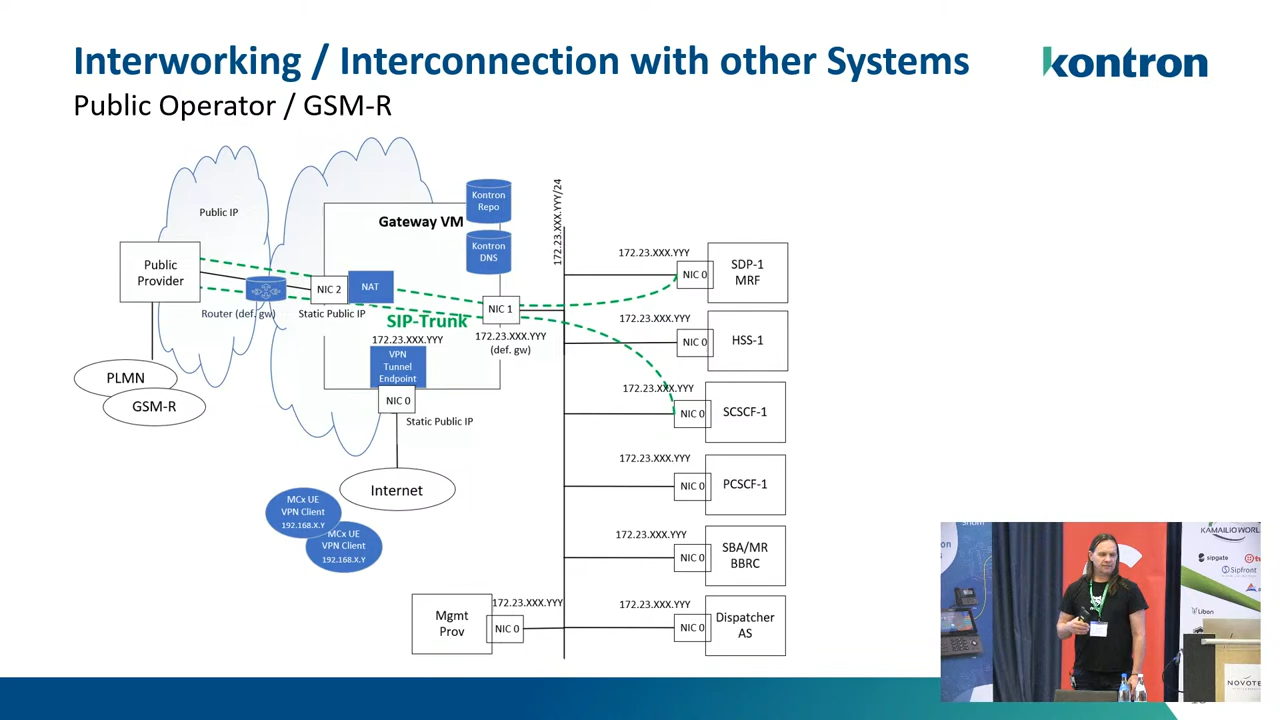 Interworking / Interconnection with other Systems
kontron
Public Operator / GSM-R
Public IP
Gateway VM
Kontron
Repo
Kontron
DNS
172.23.XXX.YYY/24
Public
Provider
Router (def. gw)
NIC 2
NAT
Static Public IP
SIP-Trunk
NIC 1
172.23.XXX.YYY
(def. gw)
172.23.XXX.YYY
VPN
Tunnel
Endpoint
NIC 0
Static Public IP
PLMN
GSM-R
Internet
MCx UE
VPN Client
192.168.X.Y
MCx UE
VPN Client
192.168.X.Y
172.23.XXX.YYY
NIC 0
SDP-1
MRF
172.23.XXX.YYY
NIC 0
HSS-1
172.23.XXX.YYY
NIC 0
SCSCF-1
172.23.XXX.YYY
NIC 0
PCSCF-1
172.23.XXX.YYY
NIC 0
SBA/MR
BBRC
172.23.XXX.YYY
NIC 0
Dispatcher
AS
Mgmt
Prov
172.23.XXX.YYY
NIC 0
KAMAILIO WORL
sipgate
Sipfront
Libon
NOVOTE